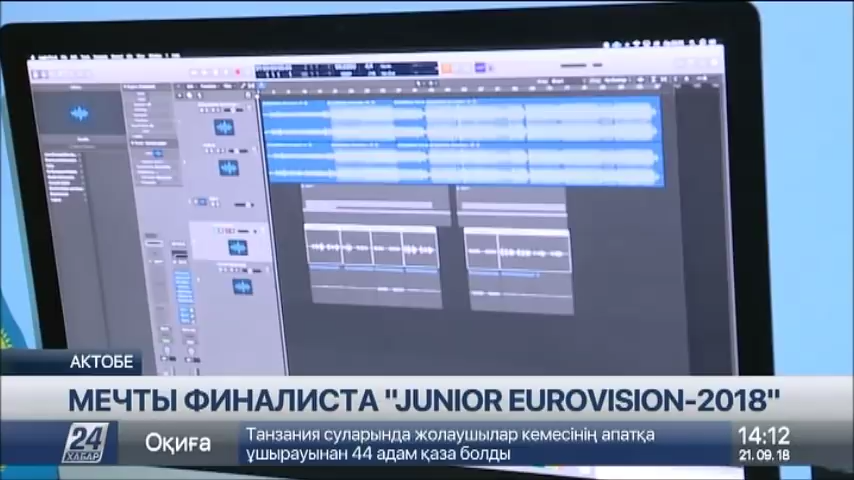 АКТОБЕ
МЕЧТЫ ФИНАЛИСТА "JUNIOR EUROVISION-2018"
24
ХАБАР
Оқиға
Танзания суларында жолаушылар кемесінің апатқа
ұшырауынан 44 адам қаза болды
14:12
21.09.18